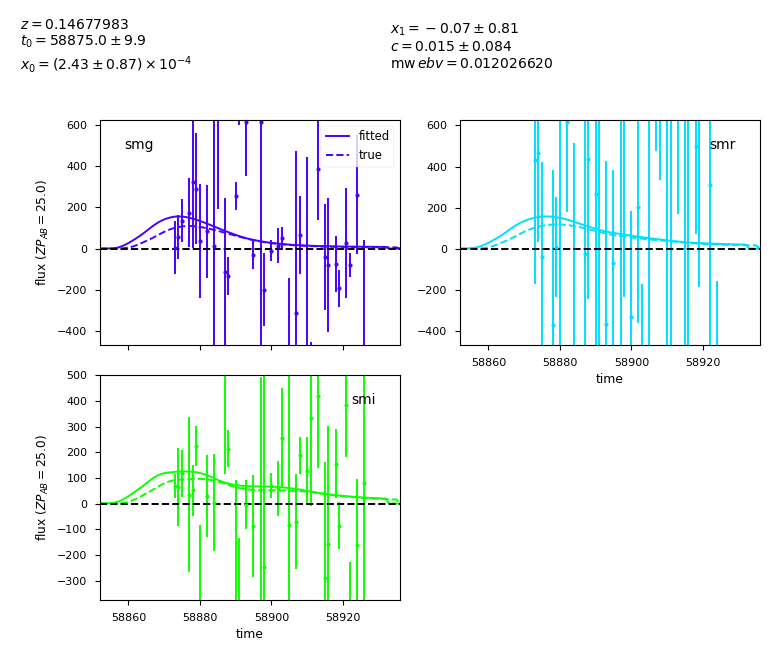 z = 0.14677983
t₀ = 58875.0 ± 9.9
x₀ = (2.43 ± 0.87) × 10⁻⁴
x₁ = −0.07 ± 0.81
c = 0.015 ± 0.084
mw ebv = 0.012026620
600
400
200
0
−200
−400
flux (ZP_AB = 25.0)
smg
fitted
true
600
400
200
0
−200
−400
smr
58860
58880
58900
58920
time
500
400
300
200
100
0
−100
−200
−300
flux (ZP_AB = 25.0)
smi
58860
58880
58900
58920
time